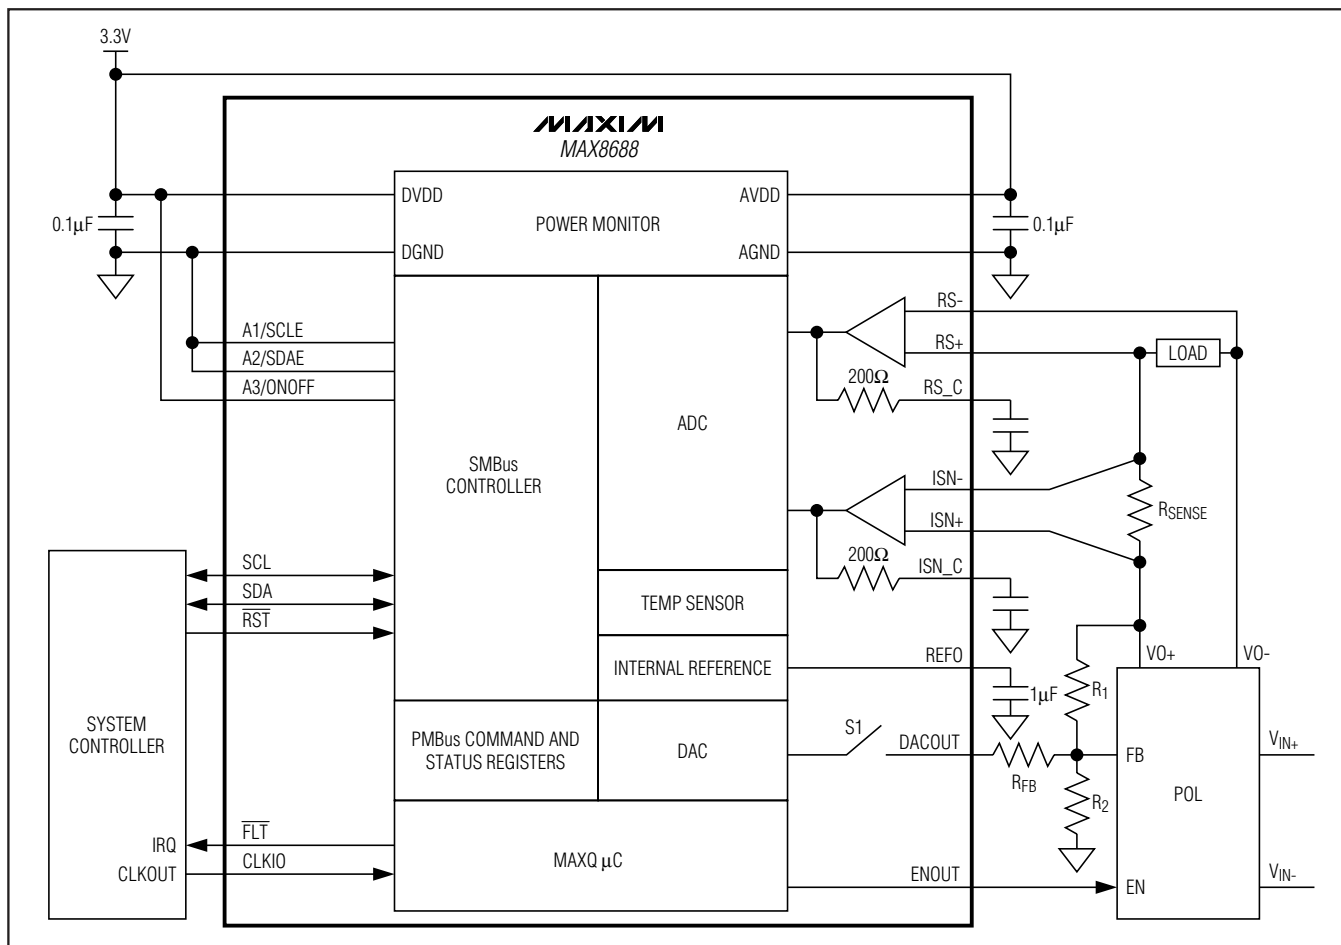 3.3V
MAXIM
MAX8688
DVDD
AVDD
POWER MONITOR
0.1µF
0.1µF
DGND
AGND
RS-
A1/SCLE
RS+
LOAD
A2/SDAE
200Ω
A3/ONOFF
RS_C
ADC
SMBus
CONTROLLER
ISN-
RSENSE
ISN+
200Ω
SCL
ISN_C
SDA
TEMP SENSOR
RST
REFO
VO+
VO-
INTERNAL REFERENCE
R1
1µF
SYSTEM
CONTROLLER
PMBus COMMAND AND
STATUS REGISTERS
DAC
S1
DACOUT
VIN+
FB
RFB
POL
R2
FLT
IRQ
MAXQ µC
CLKIO
CLKOUT
ENOUT
EN
VIN-